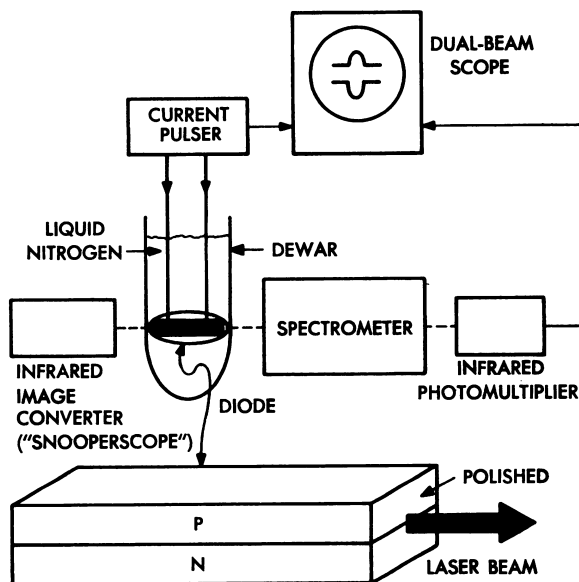 DUAL-BEAM
SCOPE
CURRENT
PULSER
LIQUID
NITROGEN
DEWAR
SPECTROMETER
INFRARED
IMAGE
CONVERTER
("SNOOPERSCOPE")
DIODE
INFRARED
PHOTOMULTIPLIER
POLISHED
P
N
LASER BEAM